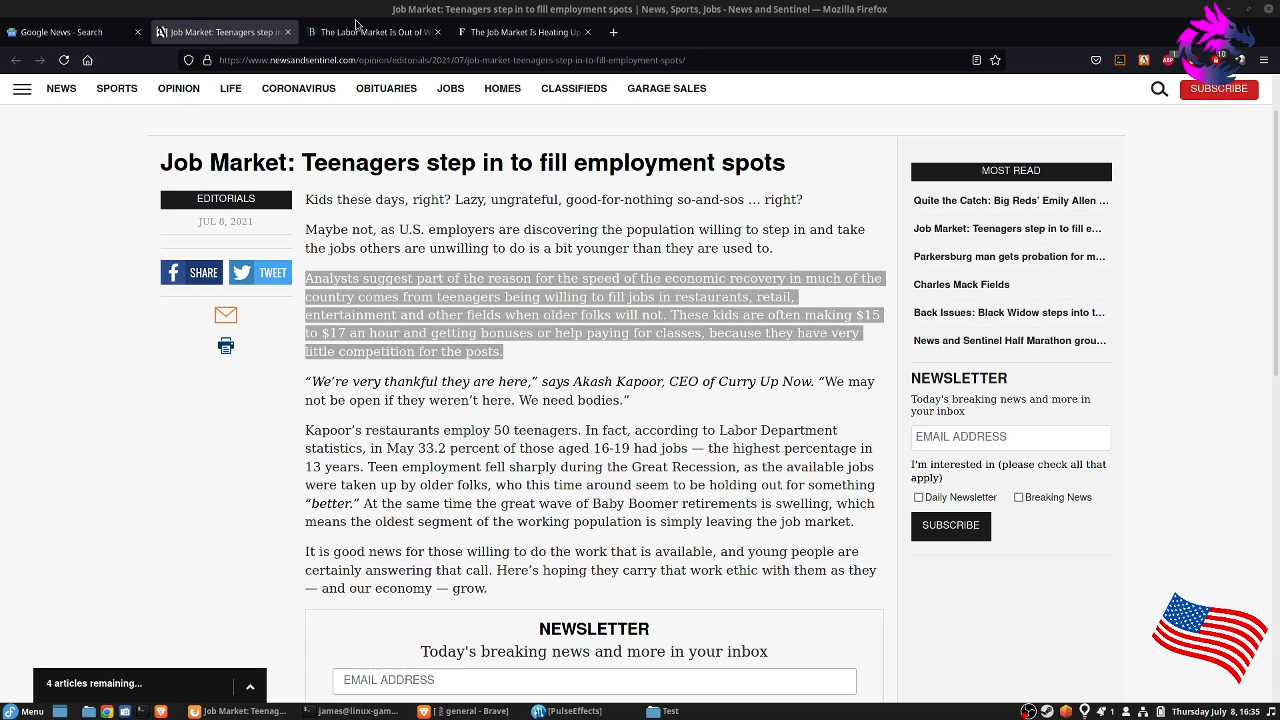 Job Market: Teenagers step in to fill employment spots | News, Sports, Jobs - News and Sentinel — Mozilla Firefox
Google News - Search
Job Market: Teenagers step in
The Labor Market Is Out of W
The Job Market Is Heating Up
https://www.newsandsentinel.com/opinion/editorials/2021/07/job-market-teenagers-step-in-to-fill-employment-spots/
NEWS SPORTS OPINION LIFE CORONAVIRUS OBITUARIES JOBS HOMES CLASSIFIEDS GARAGE SALES
SUBSCRIBE
Job Market: Teenagers step in to fill employment spots
EDITORIALS
JUL 8, 2021
SHARE
TWEET
Kids these days, right? Lazy, ungrateful, good-for-nothing so-and-sos … right?
Maybe not, as U.S. employers are discovering the population willing to step in and take
the jobs others are unwilling to do is a bit younger than they are used to.
Analysts suggest part of the reason for the speed of the economic recovery in much of the
country comes from teenagers being willing to fill jobs in restaurants, retail,
entertainment and other fields when older folks will not. These kids are often making $15
to $17 an hour and getting bonuses or help paying for classes, because they have very
little competition for the posts.
“We’re very thankful they are here,” says Akash Kapoor, CEO of Curry Up Now. “We may
not be open if they weren’t here. We need bodies.”
Kapoor’s restaurants employ 50 teenagers. In fact, according to Labor Department
statistics, in May 33.2 percent of those aged 16-19 had jobs — the highest percentage in
13 years. Teen employment fell sharply during the Great Recession, as the available jobs
were taken up by older folks, who this time around seem to be holding out for something
“better.” At the same time the great wave of Baby Boomer retirements is swelling, which
means the oldest segment of the working population is simply leaving the job market.
It is good news for those willing to do the work that is available, and young people are
certainly answering that call. Here’s hoping they carry that work ethic with them as they
— and our economy — grow.
NEWSLETTER
Today's breaking news and more in your inbox
EMAIL ADDRESS
MOST READ
Quite the Catch: Big Reds’ Emily Allen ...
Job Market: Teenagers step in to fill e...
Parkersburg man gets probation for m...
Charles Mack Fields
Back Issues: Black Widow steps into t...
News and Sentinel Half Marathon grou...
NEWSLETTER
Today's breaking news and more in
your inbox
EMAIL ADDRESS
I'm interested in (please check all that
apply)
Daily Newsletter
Breaking News
SUBSCRIBE
4 articles remaining...
Menu
Job Market: Teenag...
james@linux-gam...
general - Brave]
[PulseEffects]
Test
1
Thursday July 8, 16:35